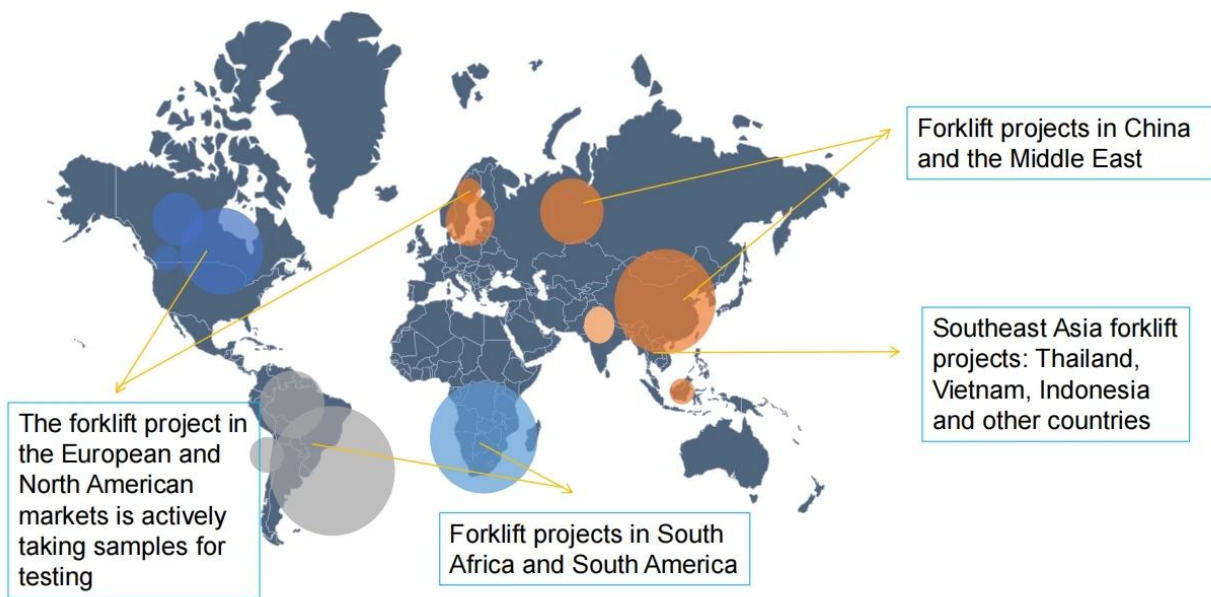 Forklift projects in China
and the Middle East
Southeast Asia forklift
projects: Thailand,
Vietnam, Indonesia
and other countries
The forklift project in
the European and
North American
markets is actively
taking samples for
testing
Forklift projects in South
Africa and South America